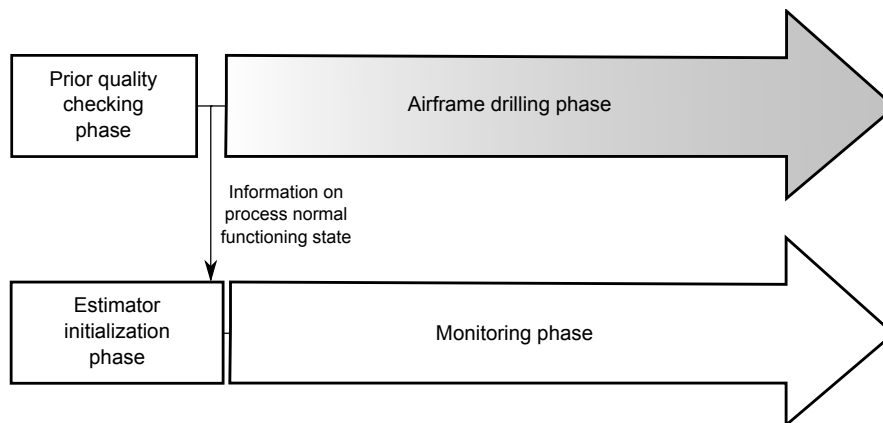 Prior quality
checking
phase
Airframe drilling phase
Information on
process normal
functioning state
Estimator
initialization
phase
Monitoring phase